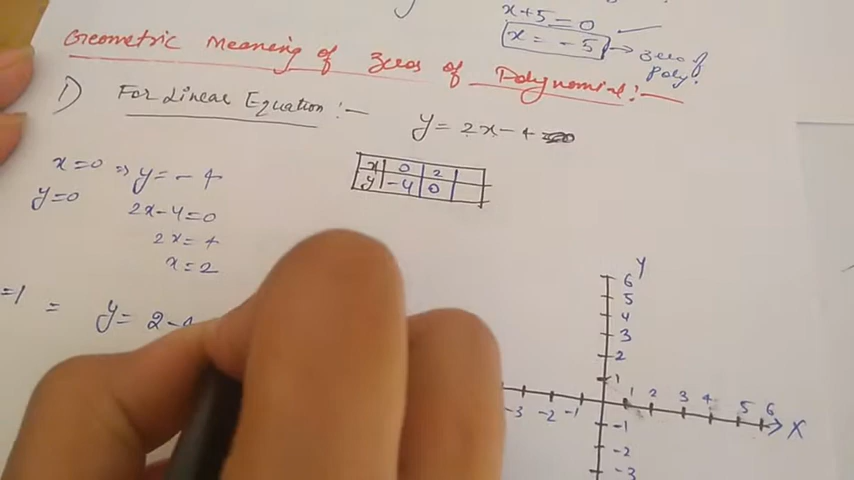 x+5=0
x=-5 → zero of
poly.
Geometric Meaning of Zeros of Polynomial:-
1) For Linear Equation:-
y=2x-4
x 0 2
y -4 0
x=0 ⇒ y=-4
y=0 2x-4=0
2x=4
x=2
=1 = y=2-4
Y
6
5
4
3
2
1
-3 -2 -1 1 2 3 4 5 6 X
-1
-2
-3